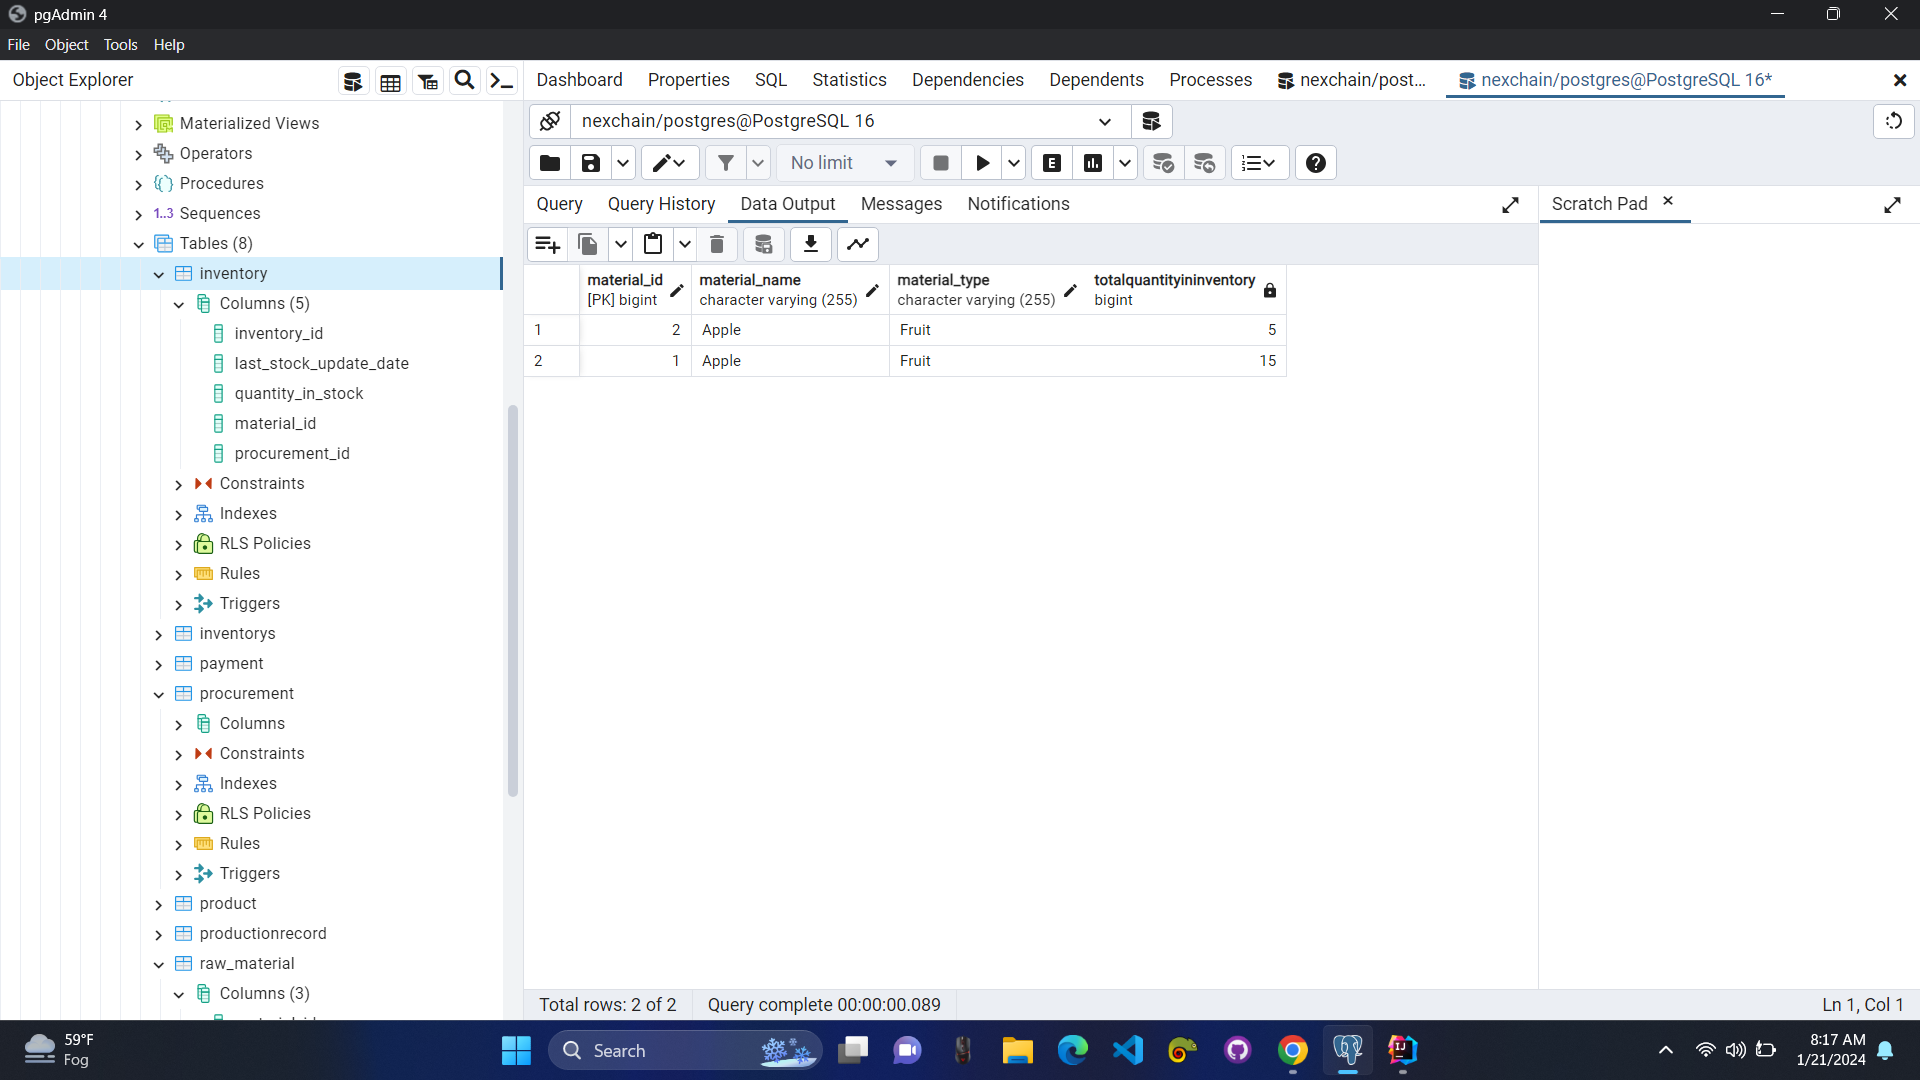 pgAdmin 4
File Object Tools Help
Object Explorer
Dashboard Properties SQL Statistics Dependencies Dependents Processes nexchain/post... nexchain/postgres@PostgreSQL 16*
nexchain/postgres@PostgreSQL 16
No limit
E
Query Query History Data Output Messages Notifications
Scratch Pad
material_id material_name material_type totalquantityininventory
[PK] bigint character varying (255) character varying (255) bigint
1 2 Apple Fruit 5
2 1 Apple Fruit 15
Materialized Views
Operators
Procedures
1..3 Sequences
Tables (8)
inventory
Columns (5)
inventory_id
last_stock_update_date
quantity_in_stock
material_id
procurement_id
Constraints
Indexes
RLS Policies
Rules
Triggers
inventorys
payment
procurement
Columns
Constraints
Indexes
RLS Policies
Rules
Triggers
product
productionrecord
raw_material
Columns (3)
Total rows: 2 of 2 Query complete 00:00:00.089 Ln 1, Col 1
59°F
Fog
Search
IJ
8:17 AM
1/21/2024